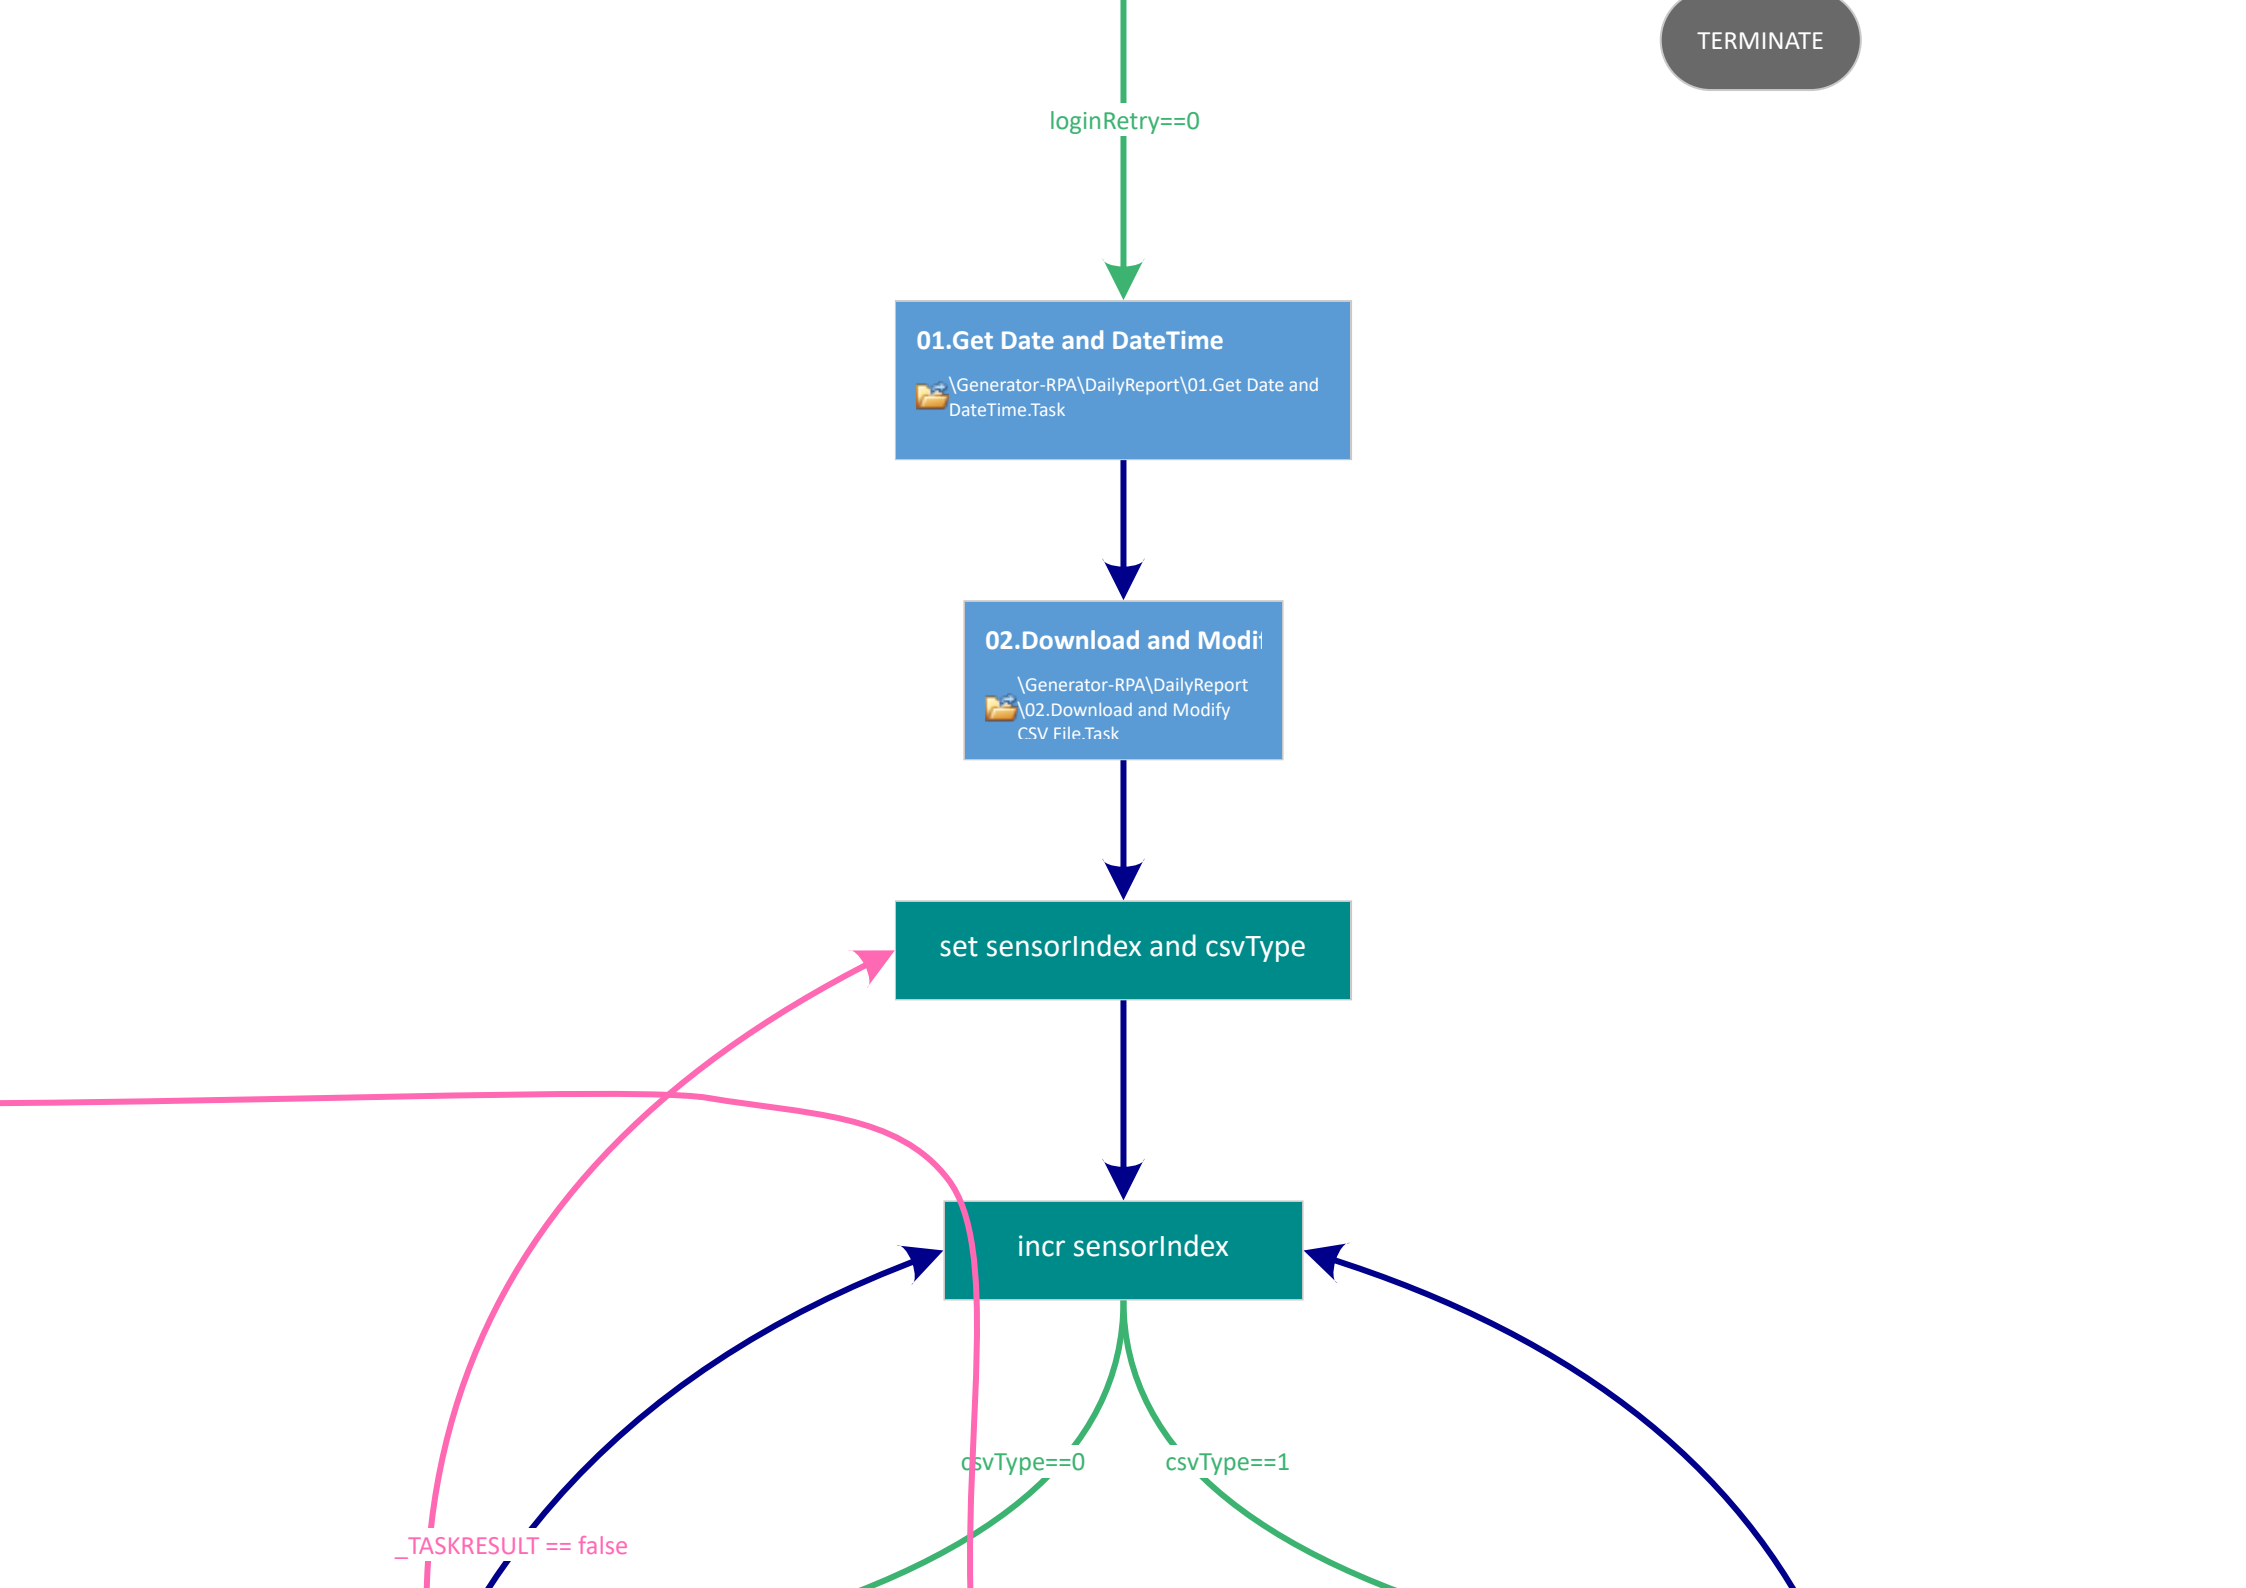 TERMINATE
loginRetry==0
01.Get Date and DateTime
\Generator-RPA\DailyReport\01.Get Date and
DateTime.Task
02.Download and Modif
\Generator-RPA\DailyReport
\02.Download and Modify
CSV File.Task
set sensorIndex and csvType
incr sensorIndex
csvType==0
csvType==1
_TASKRESULT == false